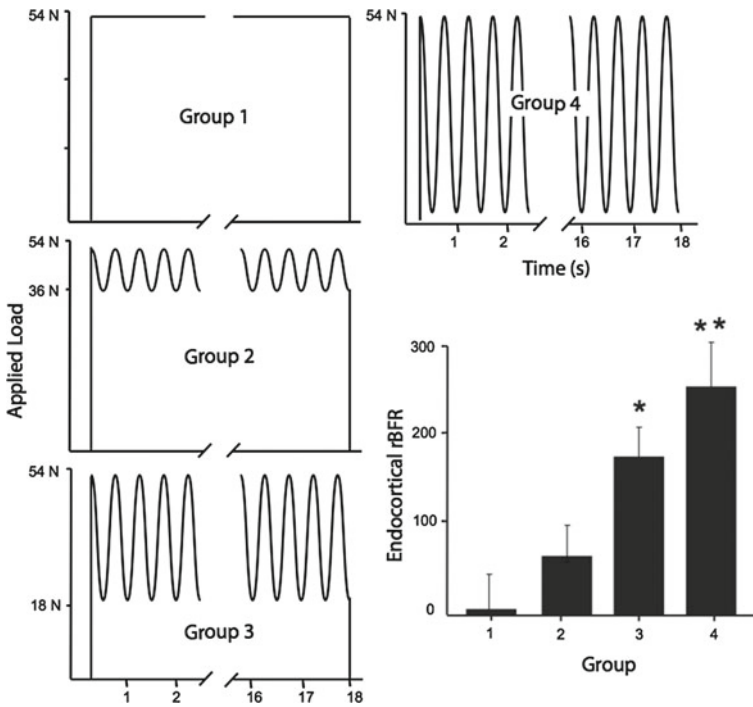 54 N
Group 1
54 N
36 N
Group 2
Applied Load
54 N
18 N
Group 3
1 2 16 17 18
54 N
Group 4
1 2 16 17 18
Time (s)
300
200
100
0
Endocortical rBFR
*
* *
1 2 3 4
Group